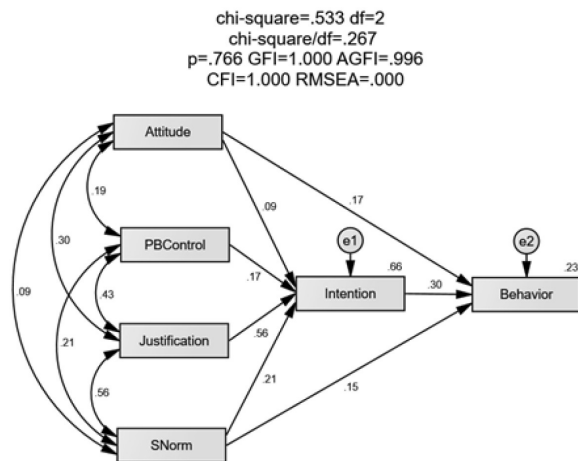 chi-square=.533 df=2
chi-square/df=.267
p=.766 GFI=1.000 AGFI=.996
CFI=1.000 RMSEA=.000
Attitude
.19
.09
.17
.30
PBControl
e1
e2
.09
.43
.17
.66
.23
Intention
.30
Behavior
.21
Justification
.56
.56
.21
.15
SNorm